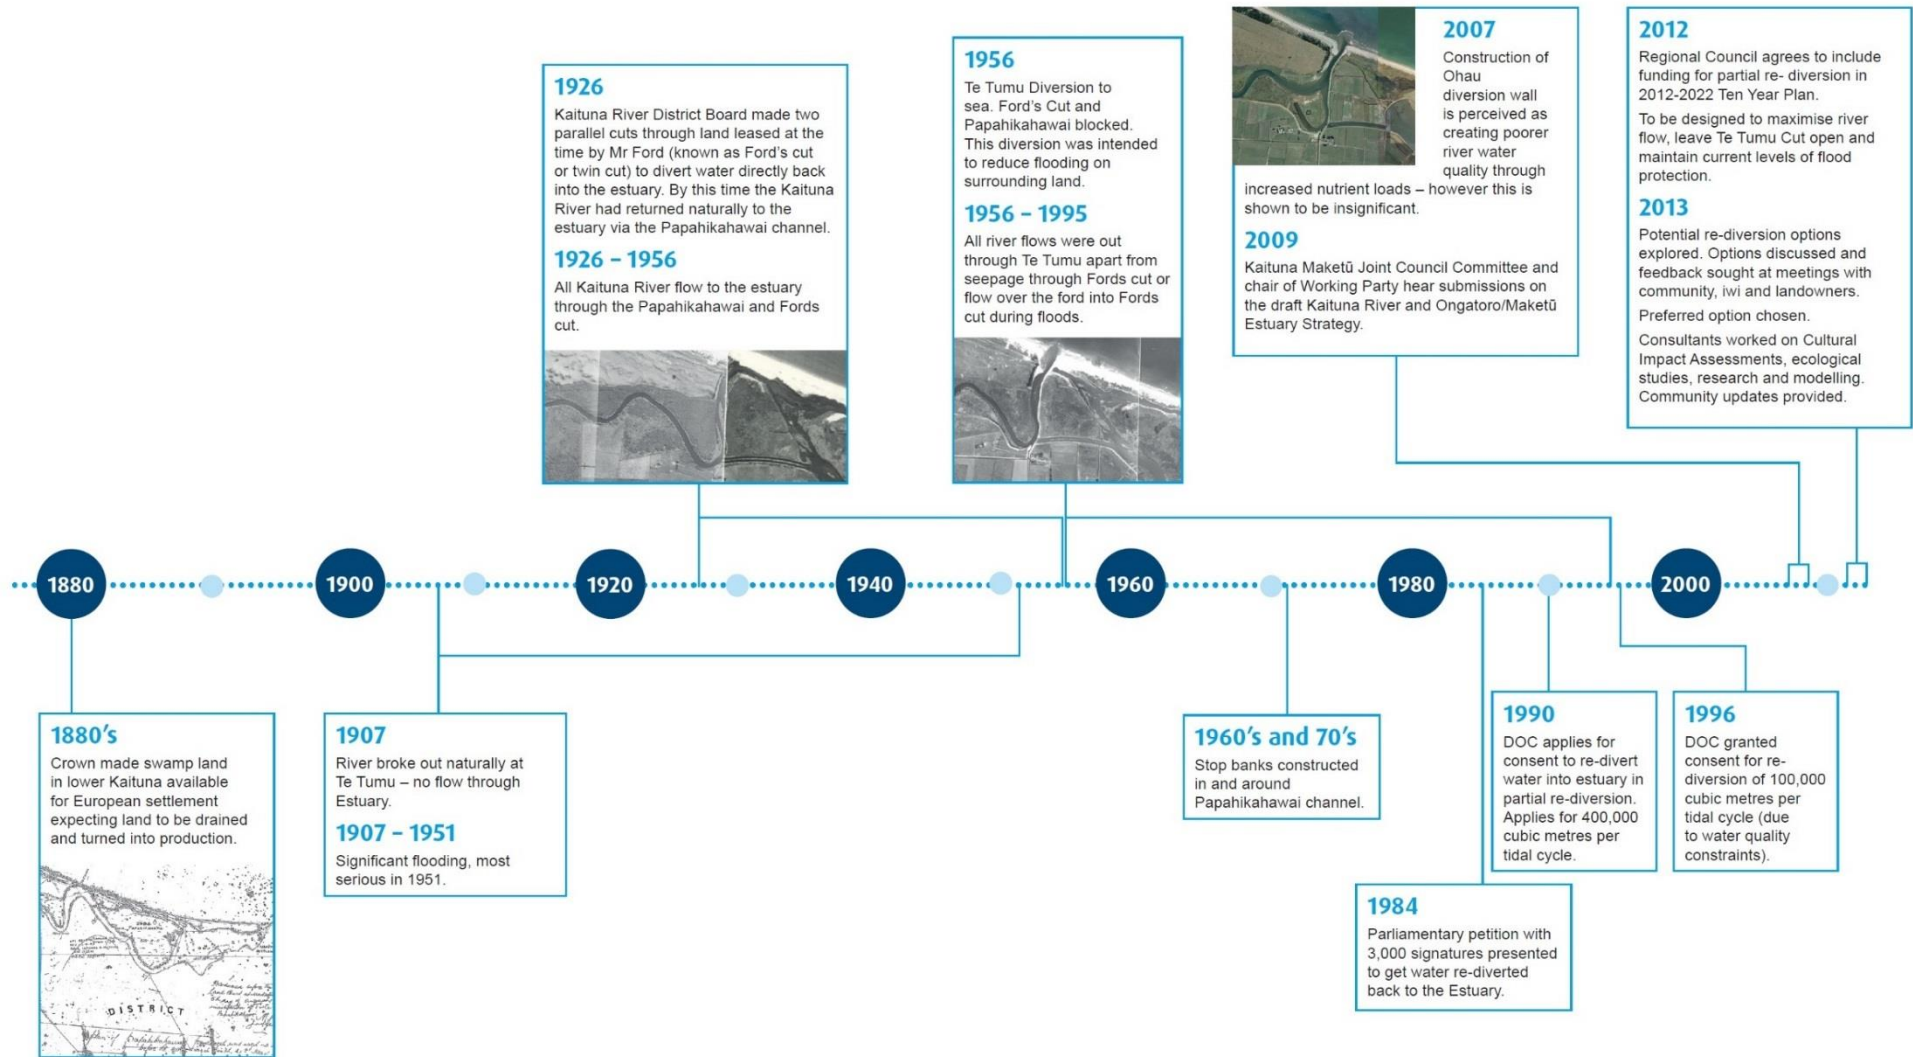 1926
Kaituna River District Board made two
parallel cuts through land leased at the
time by Mr Ford (known as Ford's cut
or twin cut) to divert water directly back
into the estuary. By this time the Kaituna
River had returned naturally to the
estuary via the Papahikahawai channel.
1926 – 1956
All Kaituna River flow to the estuary
through the Papahikahawai and Fords
cut.
1956
Te Tumu Diversion to
sea. Ford's Cut and
Papahikahawai blocked.
This diversion was intended
to reduce flooding on
surrounding land.
1956 – 1995
All river flows were out
through Te Tumu apart from
seepage through Fords cut or
flow over the ford into Fords
cut during floods.
2007
Construction of
Ohau
diversion wall
is perceived as
creating poorer
river water
quality through
increased nutrient loads – however this is
shown to be insignificant.
2009
Kaituna Maketū Joint Council Committee and
chair of Working Party hear submissions on
the draft Kaituna River and Ongatoro/Maketū
Estuary Strategy.
2012
Regional Council agrees to include
funding for partial re- diversion in
2012-2022 Ten Year Plan.
To be designed to maximise river
flow, leave Te Tumu Cut open and
maintain current levels of flood
protection.
2013
Potential re-diversion options
explored. Options discussed and
feedback sought at meetings with
community, iwi and landowners.
Preferred option chosen.
Consultants worked on Cultural
Impact Assessments, ecological
studies, research and modelling.
Community updates provided.
1880
1900
1920
1940
1960
1980
2000
1880's
Crown made swamp land
in lower Kaituna available
for European settlement
expecting land to be drained
and turned into production.
DISTRICT
1907
River broke out naturally at
Te Tumu – no flow through
Estuary.
1907 – 1951
Significant flooding, most
serious in 1951.
1960's and 70's
Stop banks constructed
in and around
Papahikahawai channel.
1984
Parliamentary petition with
3,000 signatures presented
to get water re-diverted
back to the Estuary.
1990
DOC applies for
consent to re-divert
water into estuary in
partial re-diversion.
Applies for 400,000
cubic metres per
tidal cycle.
1996
DOC granted
consent for re-
diversion of 100,000
cubic metres per
tidal cycle (due
to water quality
constraints).